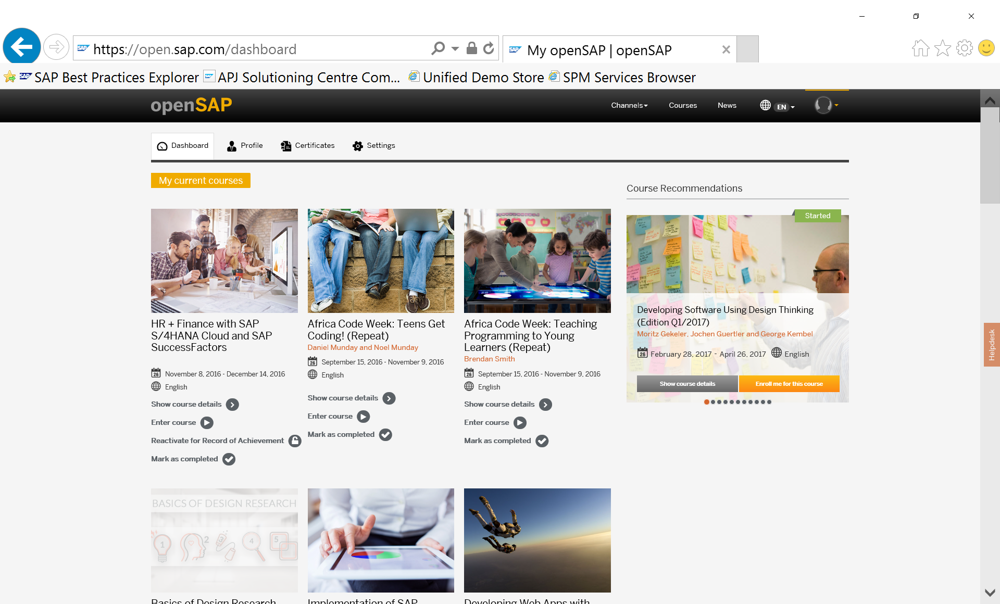 https://open.sap.com/dashboard
My openSAP | openSAP
SAP Best Practices Explorer
APJ Solutioning Centre Com...
Unified Demo Store
SPM Services Browser
openSAP
Channels
Courses
News
EN
Dashboard
Profile
Certificates
Settings
My current courses
HR + Finance with SAP
S/4HANA Cloud and SAP
SuccessFactors
November 8, 2016 - December 14, 2016
English
Show course details
Enter course
Reactivate for Record of Achievement
Mark as completed
Africa Code Week: Teens Get
Coding! (Repeat)
Daniel Munday and Noel Munday
September 15, 2016 - November 9, 2016
English
Show course details
Enter course
Mark as completed
Africa Code Week: Teaching
Programming to Young
Learners (Repeat)
Brendan Smith
September 15, 2016 - November 9, 2016
English
Show course details
Enter course
Mark as completed
Course Recommendations
Started
Developing Software Using Design Thinking
(Edition Q1/2017)
Moritz Gekeler, Jochen Guertler and George Kembel
February 28, 2017 - April 26, 2017
English
Show course details
Enroll me for this course
Helpdesk
BASICS OF DESIGN RESEARCH
1
2
3
4
5
Basics of Design Research
Implementation of SAP
Developing Web Apps with